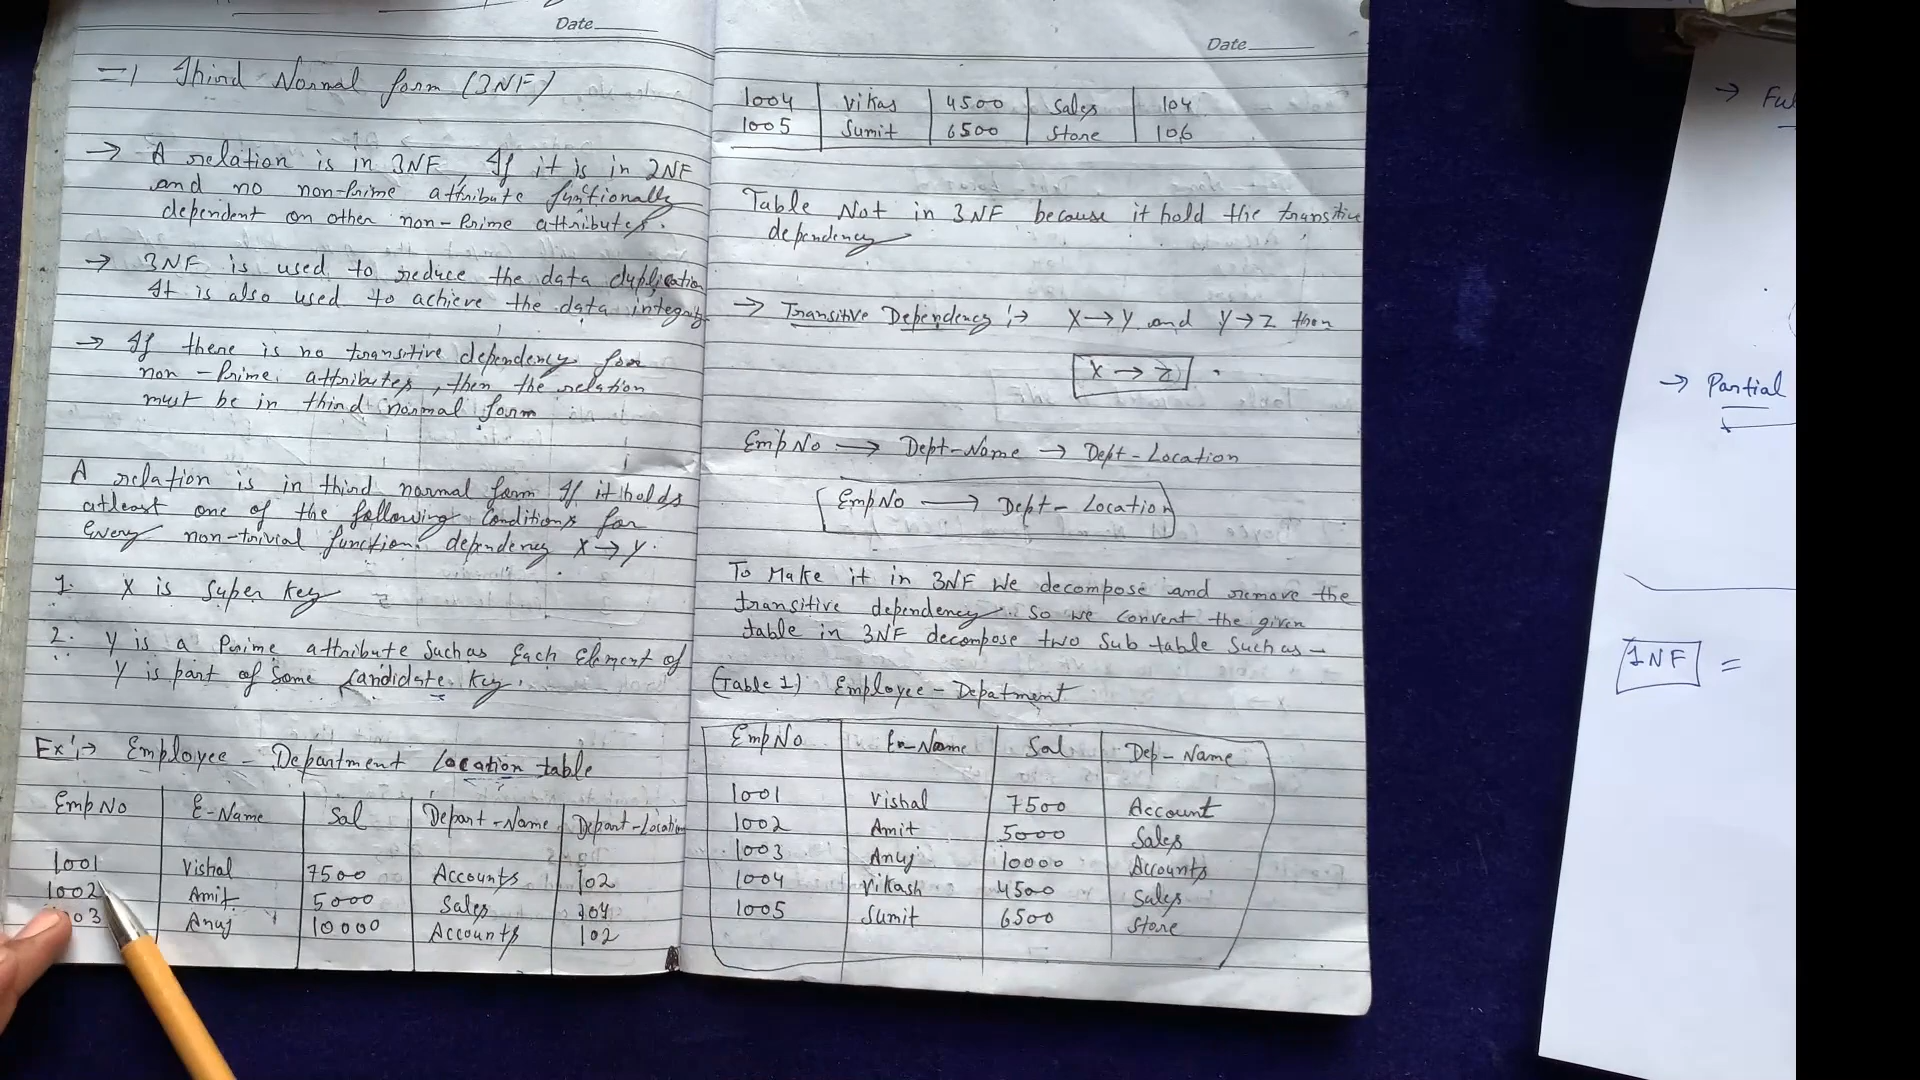 Date
=) Third Normal form (3NF)
→ A relation is in 3NF, If it is in 2NF
and no non-Prime attribute functionally
dependent on other non-Prime attributes.
→ 3NF is used to reduce the data duplication
It is also used to achieve the data integrity
→ If there is no transitive dependency for
non-Prime attributes, then the relation
must be in third normal form
A relation is in third normal form If it holds
atleast one of the following Conditions for
Every non-trivial function dependency X→Y.
1. X is Super Key
2. Y is a Prime attribute Such as Each Element of
Y is part of Some Candidate Key.
Ex:→ Employee - Department Location table
EmpNo E-Name Sal Depart-Name Depart-Location
1001 Vishal 7500 Accounts 102
1002 Amit 5000 Sales 104
03 Anuj 10000 Accounts 102
Date
1004 Vikas 4500 Sales 104
1005 Sumit 6500 Store 106
Table Not in 3NF because it hold the transitive
dependency
→ Transitive Dependency :→ X→Y and Y→Z then
X→Z.
EmpNo → Dept-Name → Dept-Location
EmpNo → Dept-Location
To Make it in 3NF We decompose and remove the
transitive dependency. So we convert the given
table in 3NF decompose two Sub table Such as -
(Table 1) Employee - Depatment
EmpNo E-Name Sal Dep-Name
1001 Vishal 7500 Account
1002 Amit 5000 Sales
1003 Anuj 10000 Accounts
1004 Vikash 4500 Sales
1005 Sumit 6500 Store
→ Partial
1NF =